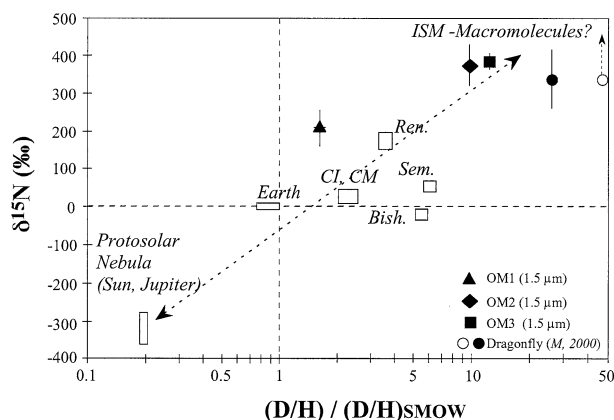 500
400
300
200
100
0
-100
-200
-300
-400
δ15N (‰)
ISM -Macromolecules?
Ren.
CI, CM
Sem.
Earth
Bish.
Protosolar
Nebula
(Sun, Jupiter)
OM1 (1.5 µm)
OM2 (1.5 µm)
OM3 (1.5 µm)
Dragonfly (M, 2000)
0.1 0.5 1 5 10 50
(D/H) / (D/H)SMOW